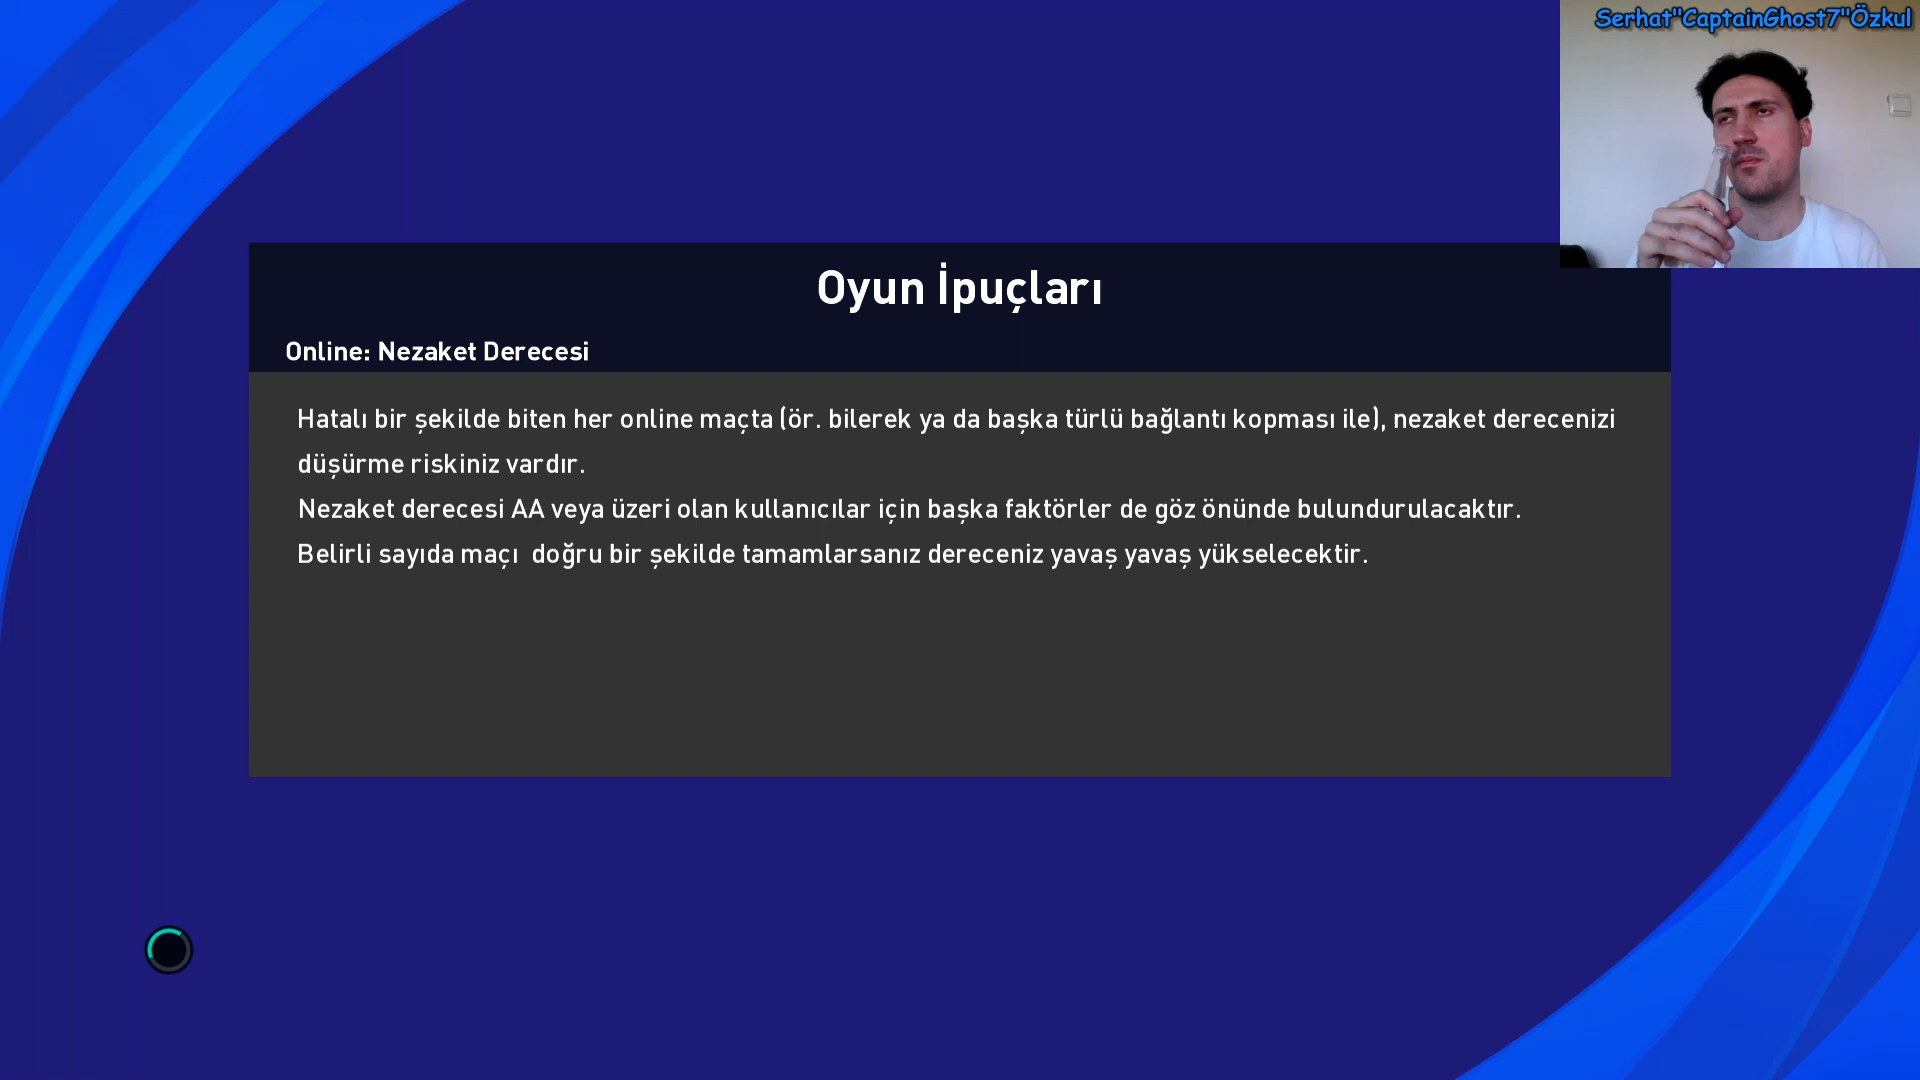 Serhat"CaptainGhost7"Özkul
Oyun İpuçları
Online: Nezaket Derecesi
Hatalı bir şekilde biten her online maçta (ör. bilerek ya da başka türlü bağlantı kopması ile), nezaket derecenizi
düşürme riskiniz vardır.
Nezaket derecesi AA veya üzeri olan kullanıcılar için başka faktörler de göz önünde bulundurulacaktır.
Belirli sayıda maçı  doğru bir şekilde tamamlarsanız dereceniz yavaş yavaş yükselecektir.